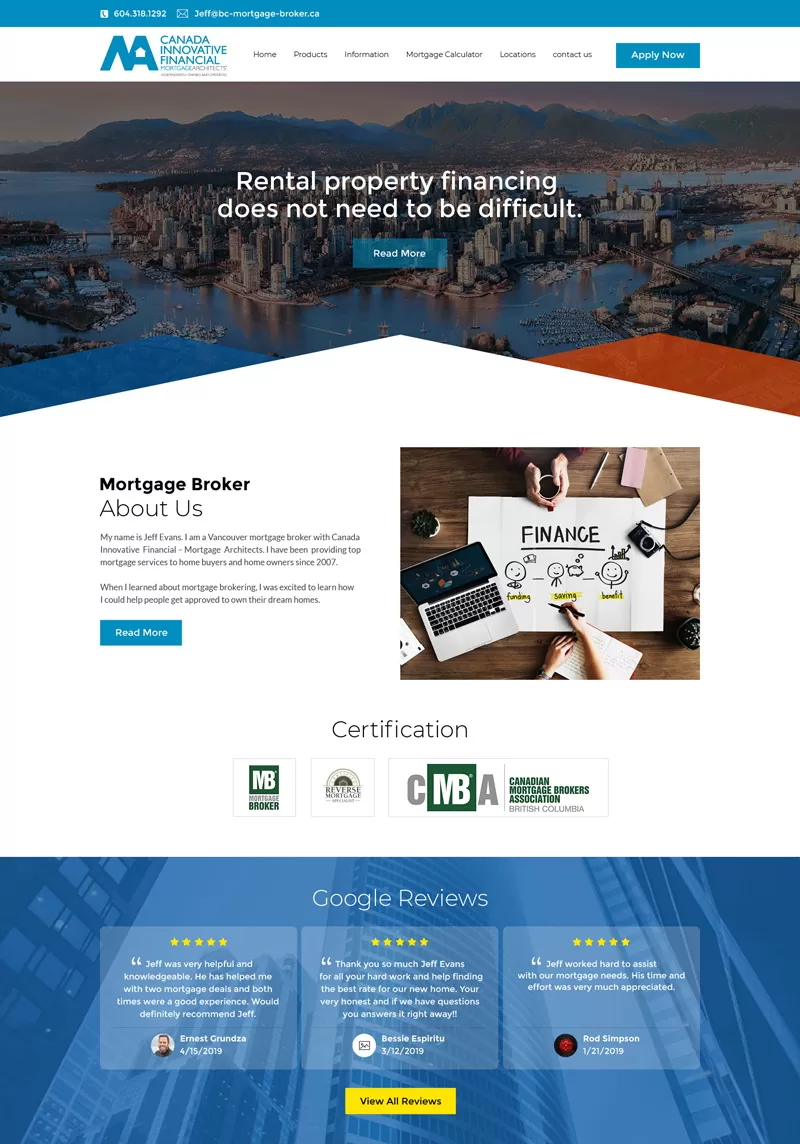 604.318.1292 Jeff@bc-mortgage-broker.ca
CANADA
INNOVATIVE
FINANCIAL
MORTGAGEARCHITECTS
INDEPENDENTLY OWNED AND OPERATED
Home Products Information Mortgage Calculator Locations contact us Apply Now
Rental property financing
does not need to be difficult.
Read More
Mortgage Broker
About Us
My name is Jeff Evans. I am a Vancouver mortgage broker with Canada
Innovative Financial – Mortgage Architects. I have been providing top
mortgage services to home buyers and home owners since 2007.
When I learned about mortgage brokering, I was excited to learn how
I could help people get approved to own their dream homes.
Read More
FINANCE
funding saving benefit
Certification
MB
MORTGAGE
BROKER
REVERSE
MORTGAGE
SPECIALIST
CMBA
CANADIAN
MORTGAGE BROKERS
ASSOCIATION
BRITISH COLUMBIA
Google Reviews
“ Jeff was very helpful and
knowledgeable. He has helped me
with two mortgage deals and both
times were a good experience. Would
definitely recommend Jeff.
Ernest Grundza
4/15/2019
“ Thank you so much Jeff Evans
for all your hard work and help finding
the best rate for our new home. Your
very honest and if we have questions
you answers it right away!!
Bessie Espiritu
3/12/2019
“ Jeff worked hard to assist
with our mortgage needs. His time and
effort was very much appreciated.
Rod Simpson
1/21/2019
View All Reviews